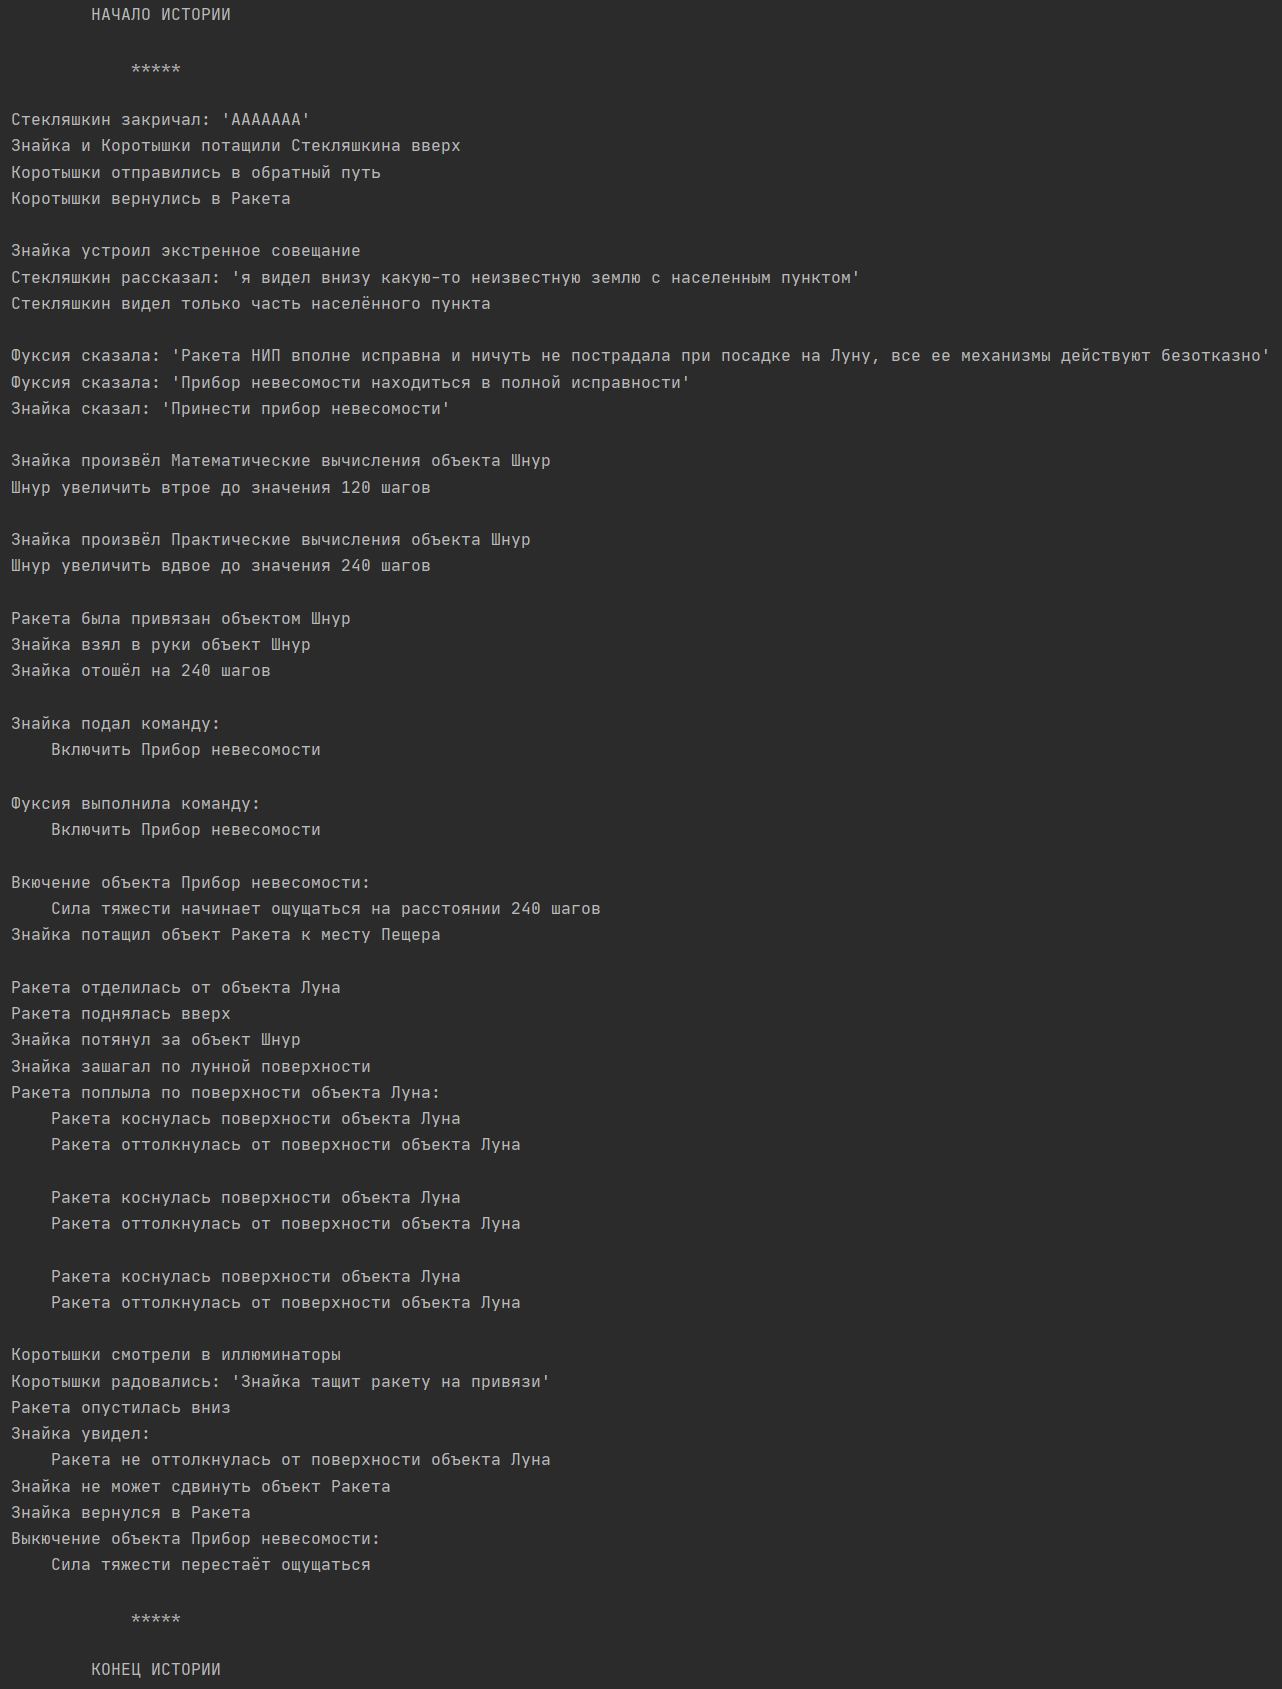 НАЧАЛО ИСТОРИИ
*****
Стекляшкин закричал: 'ААААААА'
Знайка и Коротышки потащили Стекляшкина вверх
Коротышки отправились в обратный путь
Коротышки вернулись в Ракета
Знайка устроил экстренное совещание
Стекляшкин рассказал: 'я видел внизу какую-то неизвестную землю с населенным пунктом'
Стекляшкин видел только часть населённого пункта
Фуксия сказала: 'Ракета НИП вполне исправна и ничуть не пострадала при посадке на Луну, все ее механизмы действуют безотказно'
Фуксия сказала: 'Прибор невесомости находиться в полной исправности'
Знайка сказал: 'Принести прибор невесомости'
Знайка произвёл Математические вычисления объекта Шнур
Шнур увеличить втрое до значения 120 шагов
Знайка произвёл Практические вычисления объекта Шнур
Шнур увеличить вдвое до значения 240 шагов
Ракета была привязан объектом Шнур
Знайка взял в руки объект Шнур
Знайка отошёл на 240 шагов
Знайка подал команду:
Включить Прибор невесомости
Фуксия выполнила команду:
Включить Прибор невесомости
Вкючение объекта Прибор невесомости:
Сила тяжести начинает ощущаться на расстоянии 240 шагов
Знайка потащил объект Ракета к месту Пещера
Ракета отделилась от объекта Луна
Ракета поднялась вверх
Знайка потянул за объект Шнур
Знайка зашагал по лунной поверхности
Ракета поплыла по поверхности объекта Луна:
Ракета коснулась поверхности объекта Луна
Ракета оттолкнулась от поверхности объекта Луна
Ракета коснулась поверхности объекта Луна
Ракета оттолкнулась от поверхности объекта Луна
Ракета коснулась поверхности объекта Луна
Ракета оттолкнулась от поверхности объекта Луна
Коротышки смотрели в иллюминаторы
Коротышки радовались: 'Знайка тащит ракету на привязи'
Ракета опустилась вниз
Знайка увидел:
Ракета не оттолкнулась от поверхности объекта Луна
Знайка не может сдвинуть объект Ракета
Знайка вернулся в Ракета
Выкючение объекта Прибор невесомости:
Сила тяжести перестаёт ощущаться
*****
КОНЕЦ ИСТОРИИ